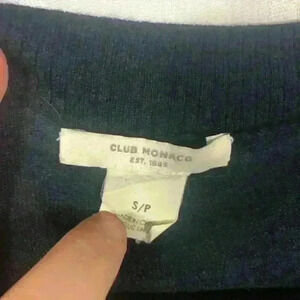 CLUB MONACO
EST. 1985
S/P